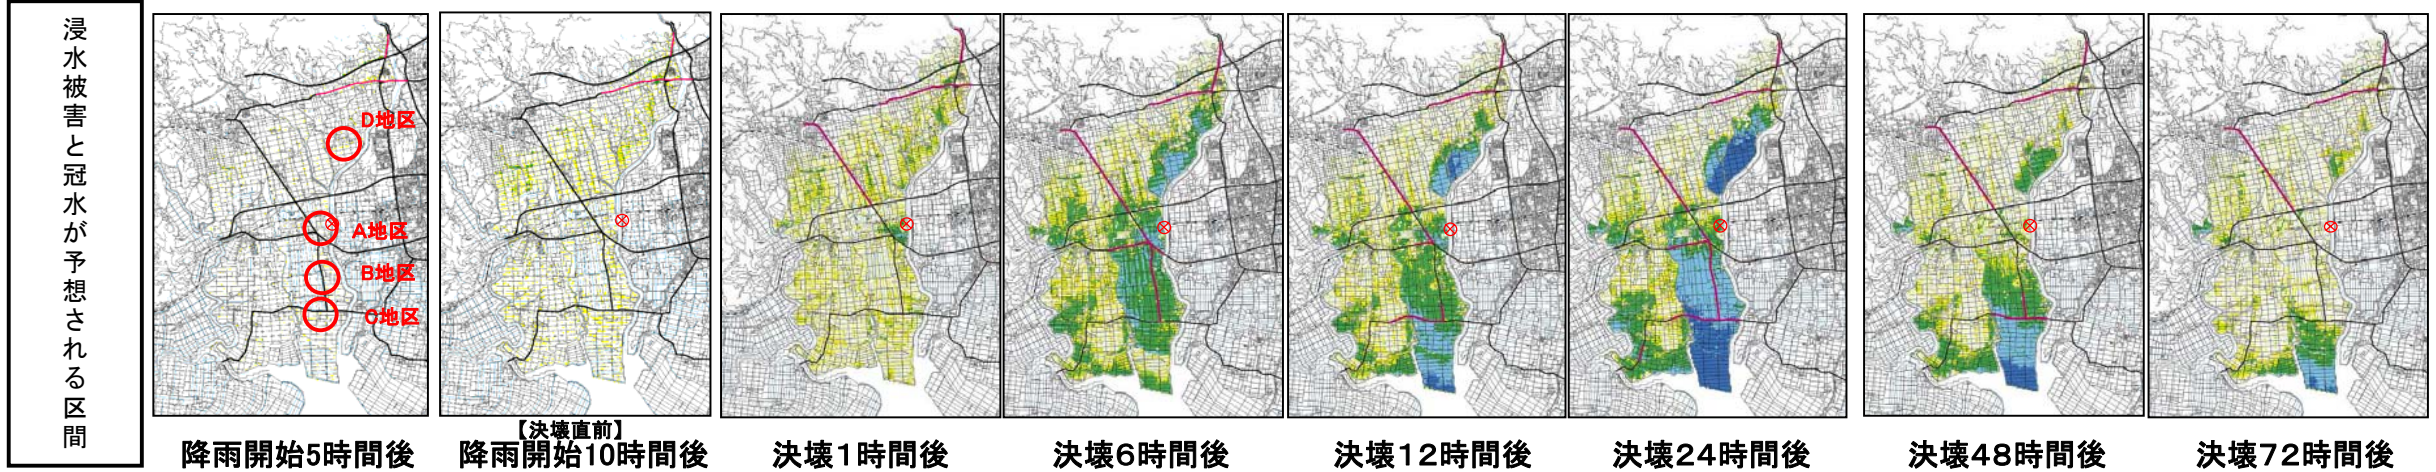 浸水被害と冠水が予想される区間
D地区
A地区
B地区
C地区
降雨開始5時間後
【決壊直前】
降雨開始10時間後
決壊1時間後
決壊6時間後
決壊12時間後
決壊24時間後
決壊48時間後
決壊72時間後